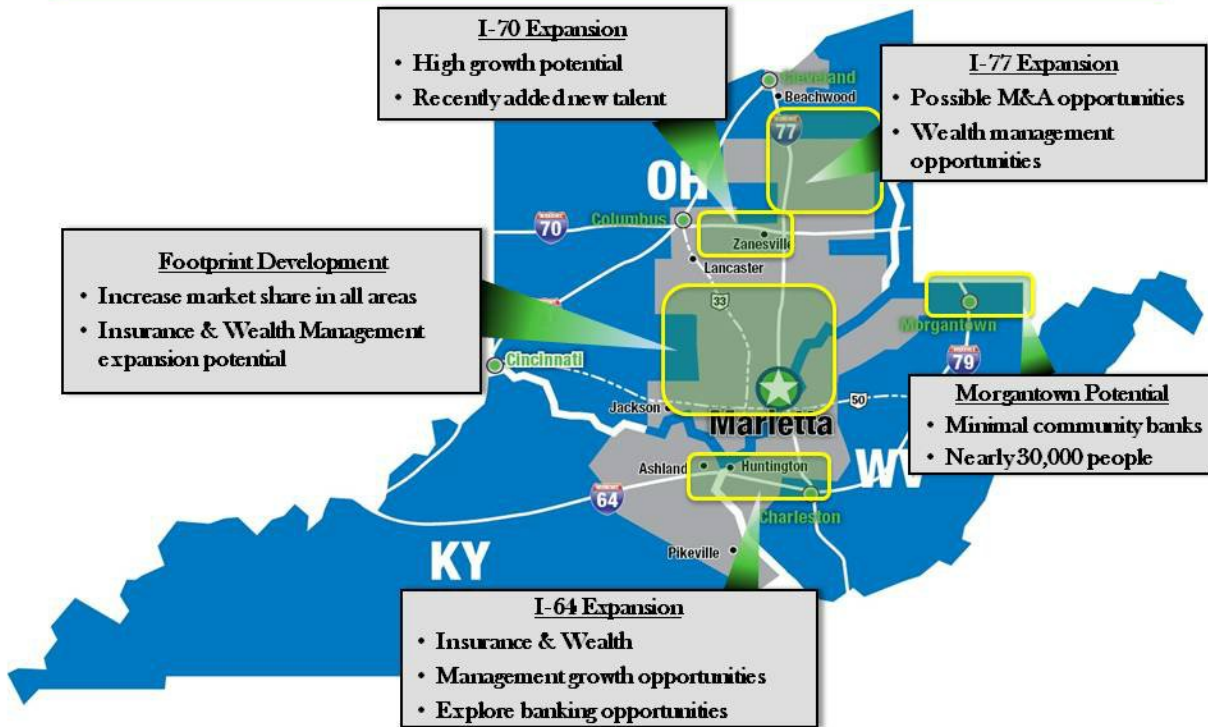 I-70 Expansion
• High growth potential
• Recently added new talent
I-77 Expansion
• Possible M&A opportunities
• Wealth management
opportunities
Cleveland
Beachwood
77
OH
Columbus
70
Zanesville
Lancaster
33
Footprint Development
• Increase market share in all areas
• Insurance & Wealth Management
expansion potential
Morgantown
79
Cincinnati
Morgantown Potential
• Minimal community banks
• Nearly 30,000 people
Jackson
50
Marietta
Ashland
Huntington
WV
64
Charleston
Pikeville
KY
I-64 Expansion
• Insurance & Wealth
• Management growth opportunities
• Explore banking opportunities